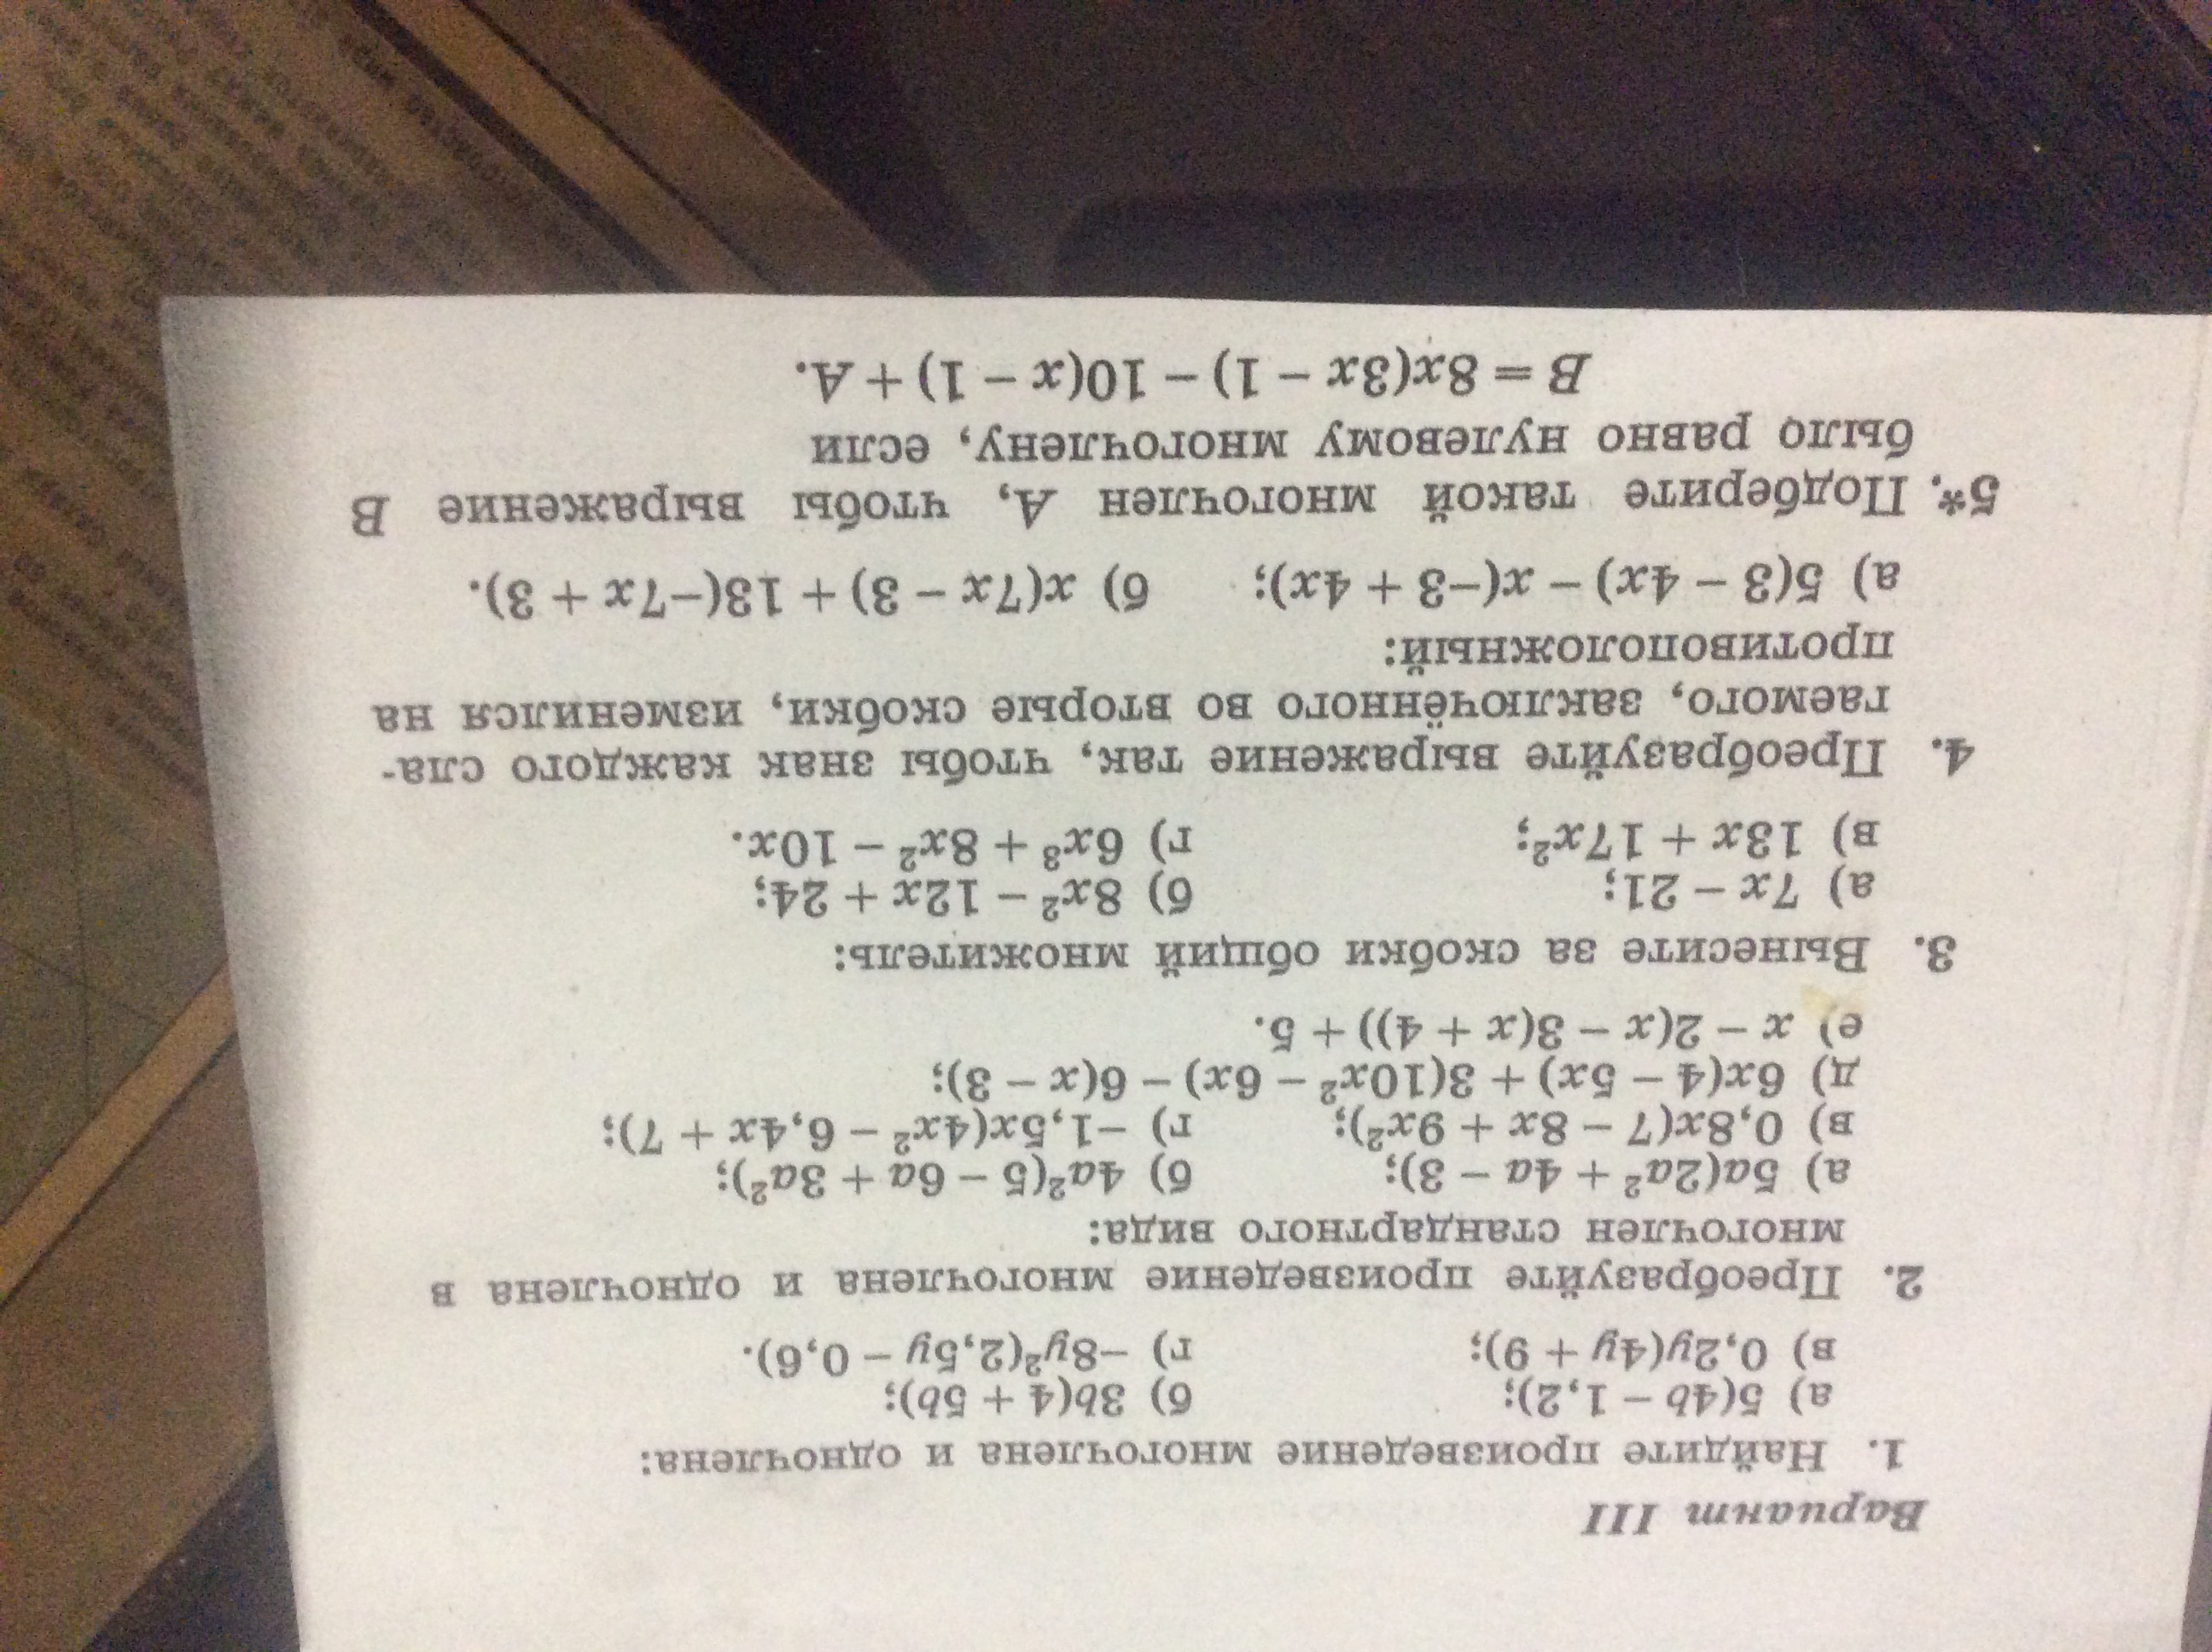 Вариант III
1. Найдите произведение многочлена и одночлена:
а) 5(4b – 1,2); б) 3b(4 + 5b);
в) 0,2y(4y + 9); г) –8y²(2,5y – 0,6).
2. Преобразуйте произведение многочлена и одночлена в
многочлен стандартного вида:
а) 5a(2a² + 4a – 3); б) 4a²(5 – 6a + 3a²);
в) 0,8x(7 – 8x + 9x²); г) –1,5x(4x² – 6,4x + 7);
д) 6x(4 – 5x) + 3(10x² – 6x) – 6(x – 3);
е) x – 2(x – 3(x + 4)) + 5.
3. Вынесите за скобки общий множитель:
а) 7x – 21; б) 8x² – 12x + 24;
в) 13x + 17x²; г) 6x³ + 8x² – 10x.
4. Преобразуйте выражение так, чтобы знак каждого сла-
гаемого, заключённого во вторые скобки, изменился на
противоположный:
а) 5(3 – 4x) – x(–3 + 4x); б) x(7x – 3) + 13(–7x + 3).
5*. Подберите такой многочлен A, чтобы выражение B
было равно нулевому многочлену, если
B = 8x(3x – 1) – 10(x – 1) + A.